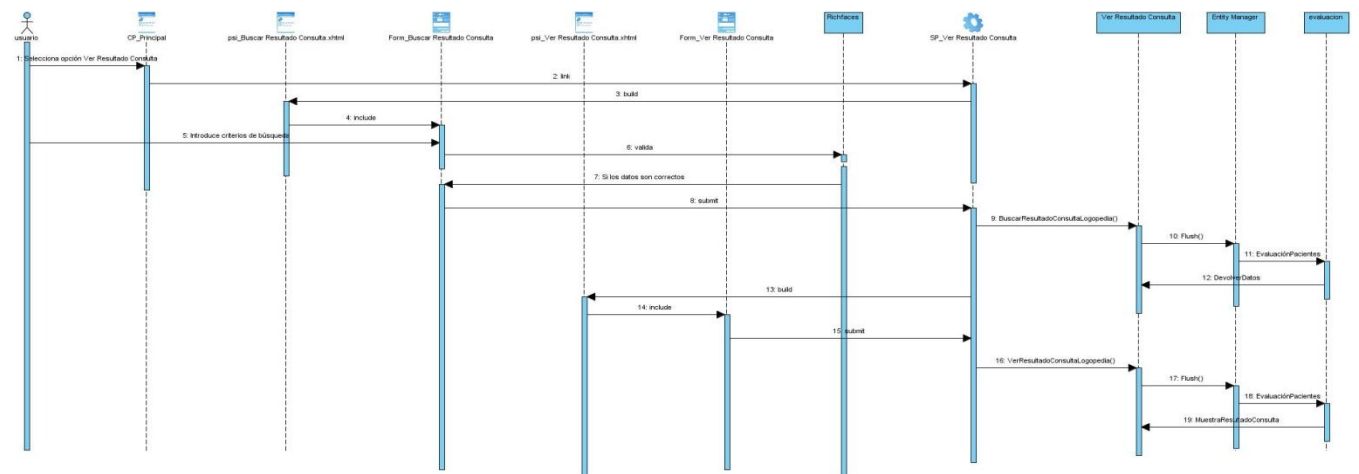 Richfaces
Ver Resultado Consulta
Entity Manager
evaluacion
usuario
CP_Principal
psi_Buscar Resultado Consulta.xhtml
Form_Buscar Resultado Consulta
psi_Ver Resultado Consulta.xhtml
Form_Ver Resultado Consulta
SP_Ver Resultado Consulta
1: Selecciona opción Ver Resultado Consulta
2: link
3: build
4: include
5: Introduce criterios de búsqueda
6: valida
7: Si los datos son correctos
8: submit
9: BuscarResultadoConsultaLogopedia()
10: Flush()
11: EvaluaciónPacientes
12: DevolverDatos
13: build
14: include
15: submit
16: VerResultadoConsultaLogopedia()
17: Flush()
18: EvaluaciónPacientes
19: MuestraResultadoConsulta